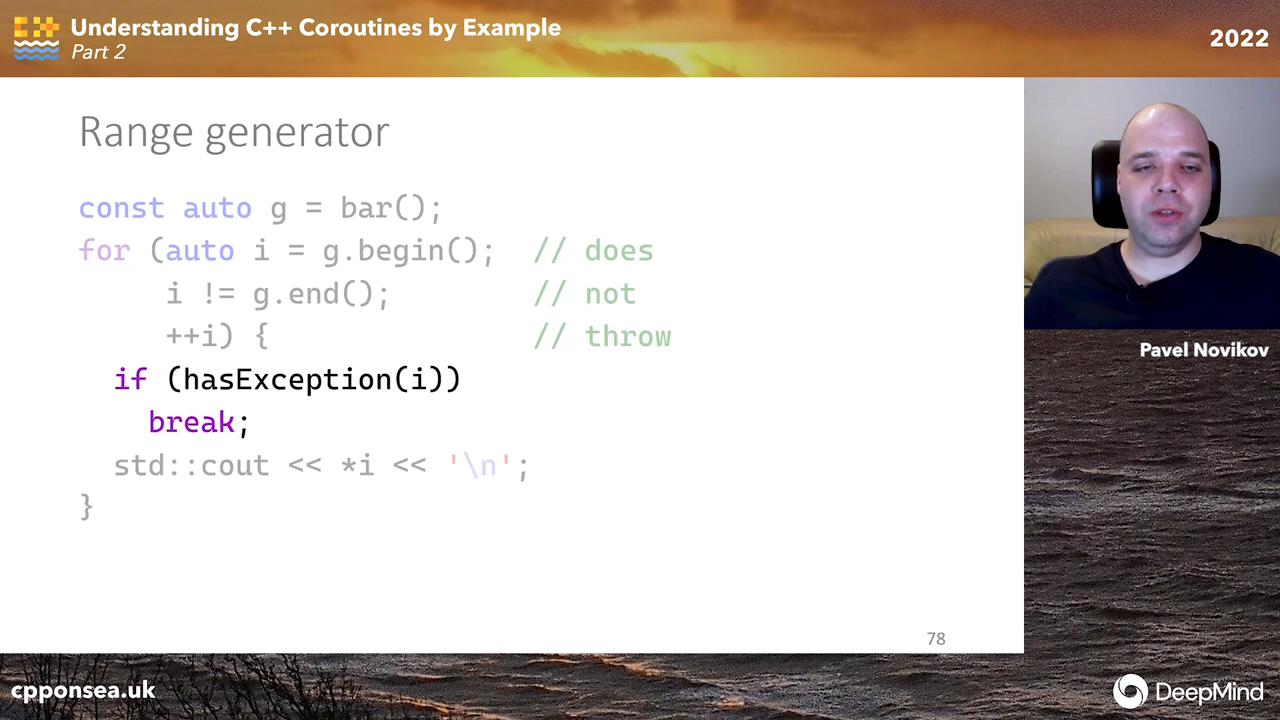 Understanding C++ Coroutines by Example
Part 2
2022
Range generator
const auto g = bar();
for (auto i = g.begin();  // does
i != g.end();  // not
++i) {  // throw
if (hasException(i))
break;
std::cout << *i << '\n';
}
78
Pavel Novikov
cpponsea.uk
DeepMind